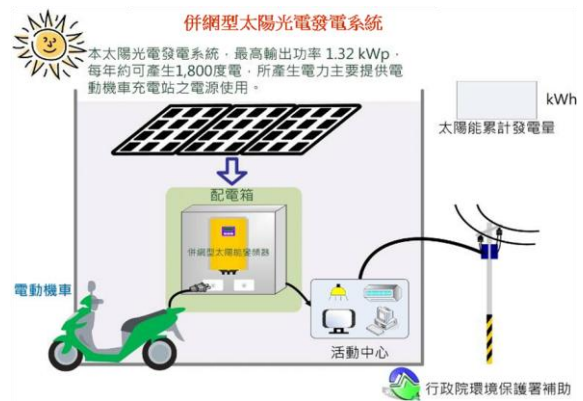 併網型太陽光電發電系統
本太陽光電發電系統，最高輸出功率 1.32 kWp，
每年約可產生1,800度電，所產生電力主要提供電
動機車充電站之電源使用。
kWh
太陽能累計發電量
配電箱
併網型太陽能變頻器
電動機車
活動中心
行政院環境保護署補助